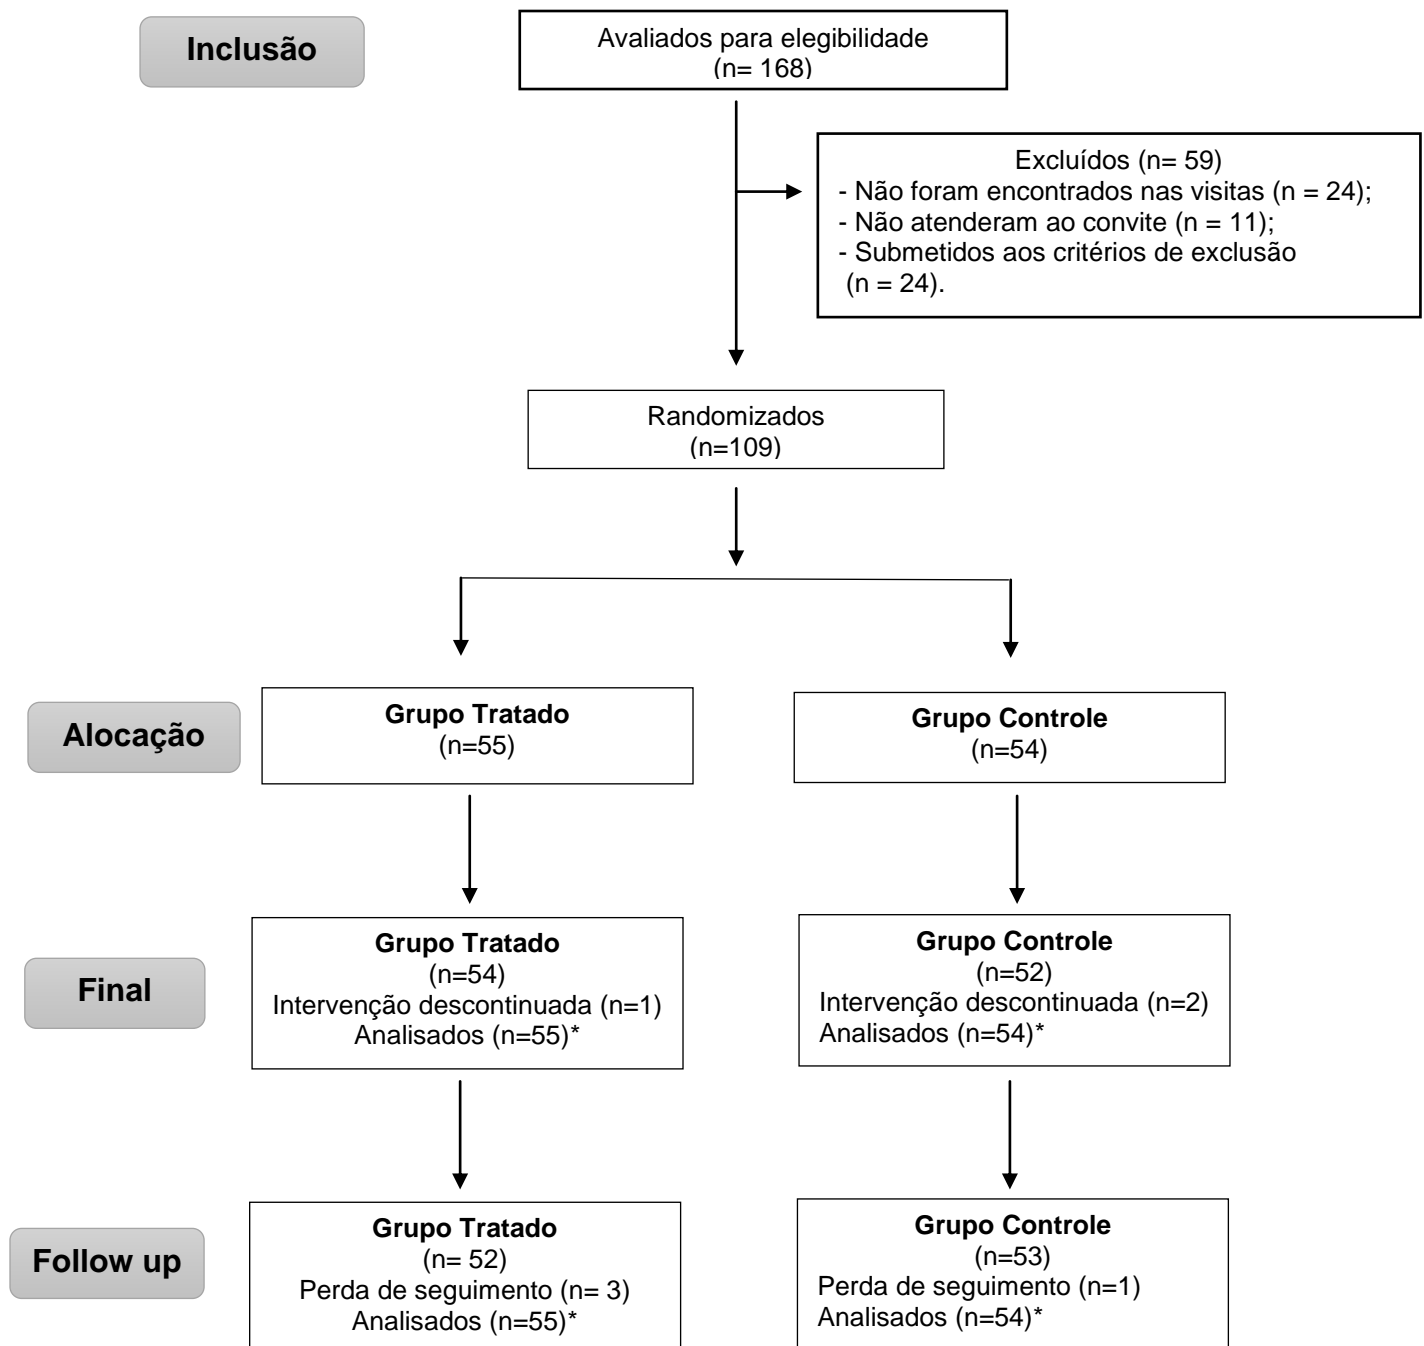 Inclusão
Avaliados para elegibilidade
(n= 168)
Excluídos (n= 59)
- Não foram encontrados nas visitas (n = 24);
- Não atenderam ao convite (n = 11);
- Submetidos aos critérios de exclusão
(n = 24).
Randomizados
(n=109)
Alocação
Grupo Tratado
(n=55)
Grupo Controle
(n=54)
Final
Grupo Tratado
(n=54)
Intervenção descontinuada (n=1)
Analisados (n=55)*
Grupo Controle
(n=52)
Intervenção descontinuada (n=2)
Analisados (n=54)*
Follow up
Grupo Tratado
(n= 52)
Perda de seguimento (n= 3)
Analisados (n=55)*
Grupo Controle
(n=53)
Perda de seguimento (n=1)
Analisados (n=54)*